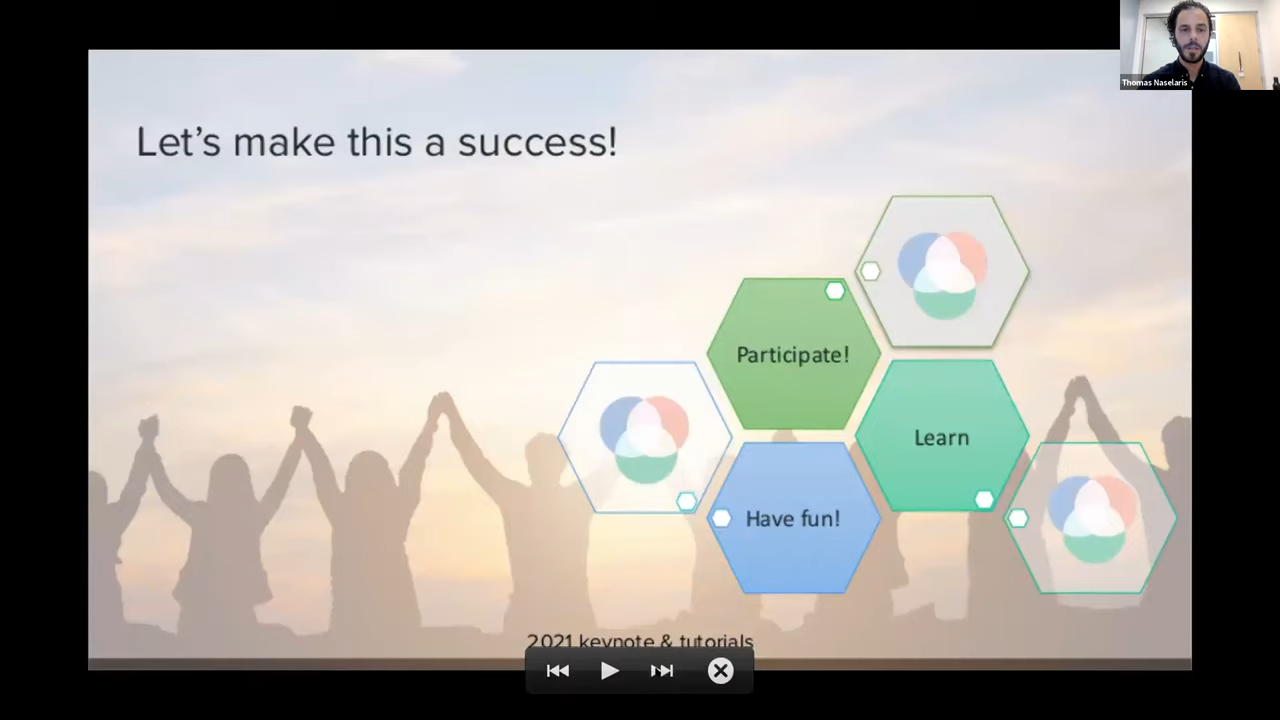 Thomas Naselaris
Let's make this a success!
Participate!
Learn
Have fun!
2021 keynote & tutorials